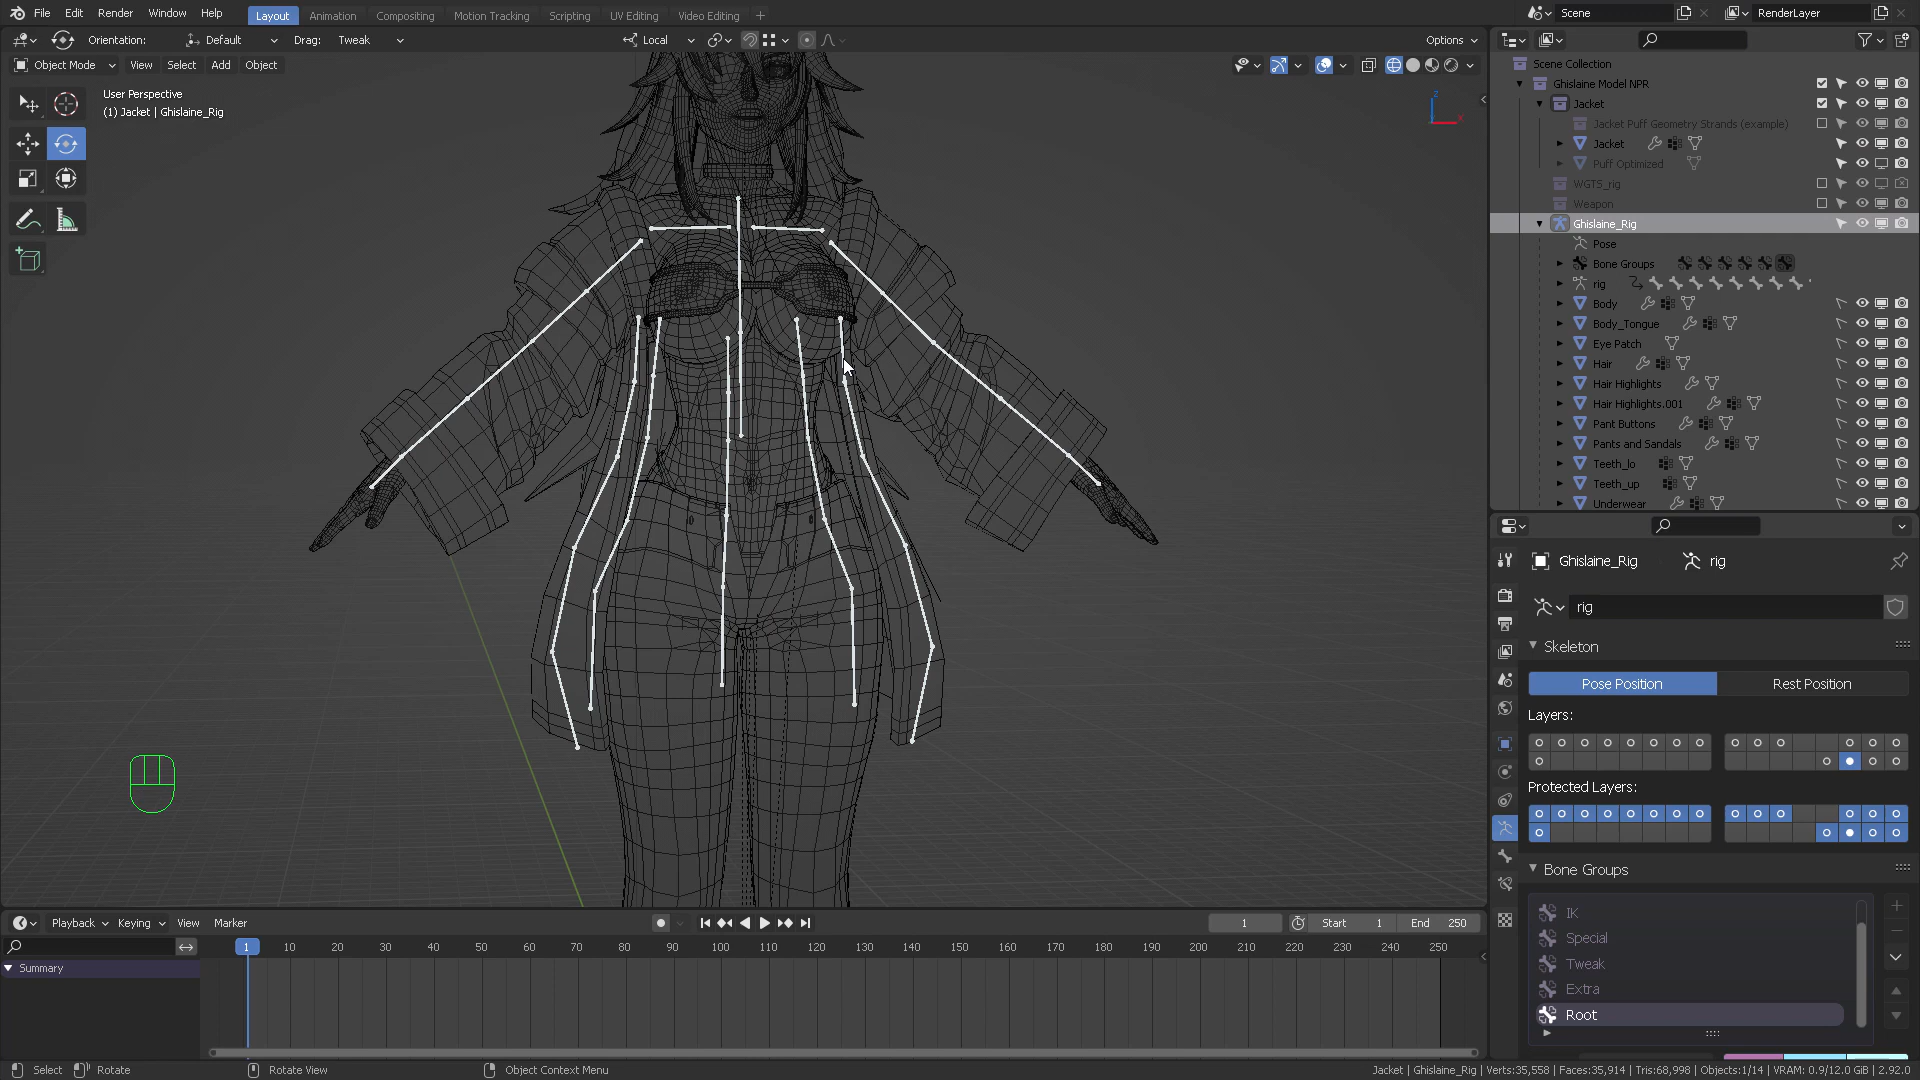 File Edit Render Window Help Layout Animation Compositing Motion Tracking Scripting UV Editing Video Editing + Scene RenderLayer
Orientation: Default Drag: Tweak Local Options
Object Mode View Select Add Object
User Perspective
(1) Jacket | Ghislaine_Rig
Z
X
Scene Collection
Ghislaine Model NPR
Jacket
Jacket Puff Geometry Strands (example)
Jacket
Puff Optimized
WGTS_rig
Weapon
Ghislaine_Rig
Pose
Bone Groups
rig
Body
Body_Tongue
Eye Patch
Hair
Hair Highlights
Hair Highlights.001
Pant Buttons
Pants and Sandals
Teeth_lo
Teeth_up
Underwear
Ghislaine_Rig rig
rig
Skeleton
Pose Position Rest Position
Layers:
Protected Layers:
Bone Groups
IK
Special
Tweak
Extra
Root
Playback Keying View Marker 1 Start 1 End 250
1 10 20 30 40 50 60 70 80 90 100 110 120 130 140 150 160 170 180 190 200 210 220 230 240 250
Summary
Select Rotate Rotate View Object Context Menu Jacket | Ghislaine_Rig | Verts:35,558 | Faces:35,914 | Tris:68,998 | Objects:1/14 | VRAM: 0.9/12.0 GiB | 2.92.0